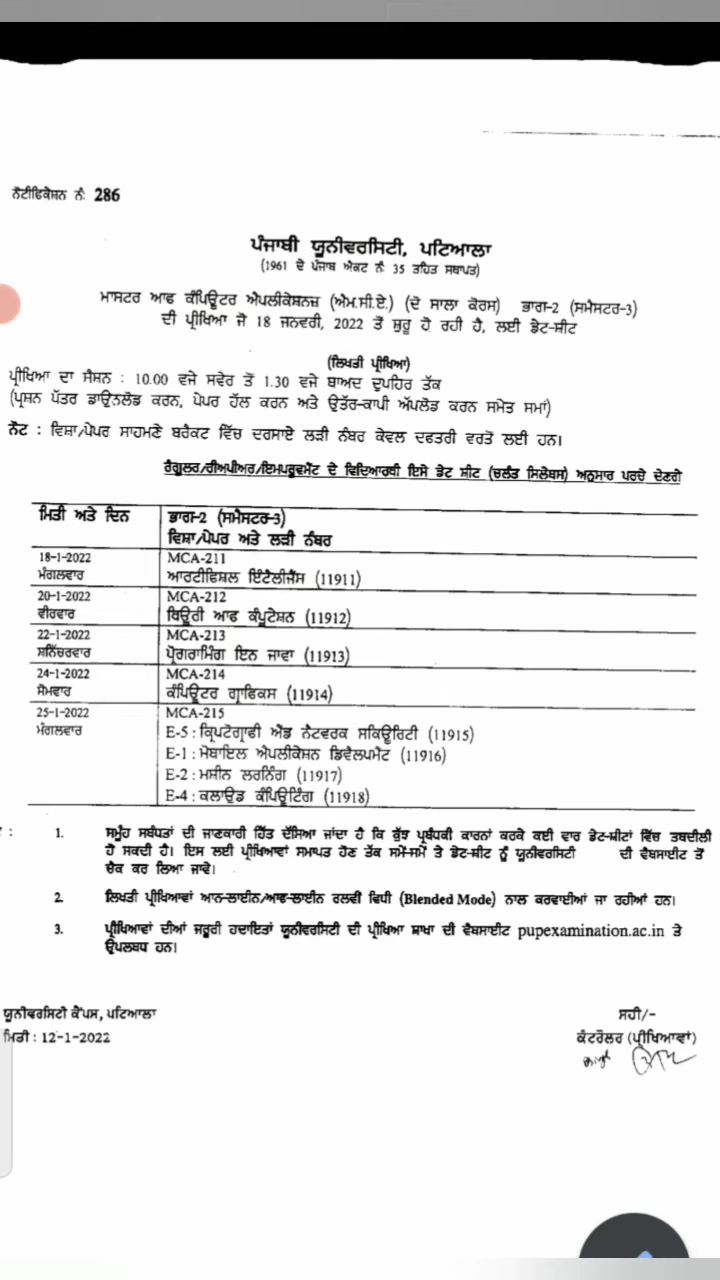 ਨੋਟੀਫਿਕੇਸ਼ਨ ਨੰ 286
ਪੰਜਾਬੀ ਯੂਨੀਵਰਸਿਟੀ, ਪਟਿਆਲਾ
(1961 ਦੇ ਪੰਜਾਬ ਐਕਟ ਨੰ 35 ਤਹਿਤ ਸਥਾਪਤ)
ਮਾਸਟਰ ਆਫ ਕੰਪਿਊਟਰ ਐਪਲੀਕੇਸ਼ਨਜ਼ (ਐਮ.ਸੀ.ਏ.) (ਦੋ ਸਾਲਾ ਕੋਰਸ) ਭਾਗ-2 (ਸਮੈਸਟਰ-3)
ਦੀ ਪ੍ਰੀਖਿਆ ਜੋ 18 ਜਨਵਰੀ, 2022 ਤੋਂ ਸ਼ੁਰੂ ਹੋ ਰਹੀ ਹੈ, ਲਈ ਡੇਟ-ਸ਼ੀਟ
(ਲਿਖਤੀ ਪ੍ਰੀਖਿਆ)
ਪ੍ਰੀਖਿਆ ਦਾ ਸੈਸ਼ਨ : 10.00 ਵਜੇ ਸਵੇਰ ਤੋਂ 1.30 ਵਜੇ ਬਾਅਦ ਦੁਪਹਿਰ ਤੱਕ
(ਪ੍ਰਸ਼ਨ ਪੱਤਰ ਡਾਊਨਲੋਡ ਕਰਨ, ਪੇਪਰ ਹੱਲ ਕਰਨ ਅਤੇ ਉੱਤਰ-ਕਾਪੀ ਅੱਪਲੋਡ ਕਰਨ ਸਮੇਤ ਸਮਾਂ)
ਨੋਟ : ਵਿਸ਼ਾ/ਪੇਪਰ ਸਾਹਮਣੇ ਬਰੈਕਟ ਵਿੱਚ ਦਰਸਾਏ ਲੜੀ ਨੰਬਰ ਕੇਵਲ ਦਫਤਰੀ ਵਰਤੋਂ ਲਈ ਹਨ।
ਰੈਗੂਲਰ/ਰੀਅਪੀਅਰ/ਇਮਪਰੂਵਮੈਂਟ ਦੇ ਵਿਦਿਆਰਥੀ ਇਸੇ ਡੇਟ ਸ਼ੀਟ (ਚਲੰਤ ਸਿਲੇਬਸ) ਅਨੁਸਾਰ ਪਰਚੇ ਦੇਣਗੇ
ਮਿਤੀ ਅਤੇ ਦਿਨ
ਭਾਗ-2 (ਸਮੈਸਟਰ-3)
ਵਿਸ਼ਾ/ਪੇਪਰ ਅਤੇ ਲੜੀ ਨੰਬਰ
18-1-2022
ਮੰਗਲਵਾਰ
MCA-211
ਆਰਟੀਫਿਸ਼ਲ ਇੰਟੈਲੀਜੈਂਸ (11911)
20-1-2022
ਵੀਰਵਾਰ
MCA-212
ਥਿਊਰੀ ਆਫ ਕੰਪੂਟੇਸ਼ਨ (11912)
22-1-2022
ਸ਼ਨਿੱਚਰਵਾਰ
MCA-213
ਪ੍ਰੋਗਰਾਮਿੰਗ ਇਨ ਜਾਵਾ (11913)
24-1-2022
ਸੋਮਵਾਰ
MCA-214
ਕੰਪਿਊਟਰ ਗ੍ਰਾਫਿਕਸ (11914)
25-1-2022
ਮੰਗਲਵਾਰ
MCA-215
E-5 : ਕ੍ਰਿਪਟੋਗ੍ਰਾਫੀ ਐਂਡ ਨੈਟਵਰਕ ਸਕਿਊਰਿਟੀ (11915)
E-1 : ਮੋਬਾਇਲ ਐਪਲੀਕੇਸ਼ਨ ਡਿਵੈਲਪਮੈਂਟ (11916)
E-2 : ਮਸ਼ੀਨ ਲਰਨਿੰਗ (11917)
E-4 : ਕਲਾਊਡ ਕੰਪਿਊਟਿੰਗ (11918)
: 1. ਸਮੂੰਹ ਸਬੰਧਤਾਂ ਦੀ ਜਾਣਕਾਰੀ ਹਿੱਤ ਦੱਸਿਆ ਜਾਂਦਾ ਹੈ ਕਿ ਕੁੱਝ ਪ੍ਰਬੰਧਕੀ ਕਾਰਨਾਂ ਕਰਕੇ ਕਈ ਵਾਰ ਡੇਟ-ਸ਼ੀਟਾਂ ਵਿੱਚ ਤਬਦੀਲੀ
ਹੋ ਸਕਦੀ ਹੈ। ਇਸ ਲਈ ਪ੍ਰੀਖਿਆਵਾਂ ਸਮਾਪਤ ਹੋਣ ਤੱਕ ਸਮੇਂ-ਸਮੇਂ ਤੇ ਡੇਟ-ਸ਼ੀਟ ਨੂੰ ਯੂਨੀਵਰਸਿਟੀ ਦੀ ਵੈਬਸਾਈਟ ਤੋਂ
ਚੈਕ ਕਰ ਲਿਆ ਜਾਵੇ।
2. ਲਿਖਤੀ ਪ੍ਰੀਖਿਆਵਾਂ ਆਨ-ਲਾਈਨ/ਆਫ-ਲਾਈਨ ਰਲਵੀਂ ਵਿਧੀ (Blended Mode) ਨਾਲ ਕਰਵਾਈਆਂ ਜਾ ਰਹੀਆਂ ਹਨ।
3. ਪ੍ਰੀਖਿਆਵਾਂ ਦੀਆਂ ਜਰੂਰੀ ਹਦਾਇਤਾਂ ਯੂਨੀਵਰਸਿਟੀ ਦੀ ਪ੍ਰੀਖਿਆ ਸ਼ਾਖਾ ਦੀ ਵੈਬਸਾਈਟ pupexamination.ac.in ਤੇ
ਉਪਲਬਧ ਹਨ।
ਯੂਨੀਵਰਸਿਟੀ ਕੈਂਪਸ, ਪਟਿਆਲਾ
ਮਿਤੀ : 12-1-2022
ਸਹੀ/-
ਕੰਟਰੋਲਰ (ਪ੍ਰੀਖਿਆਵਾਂ)